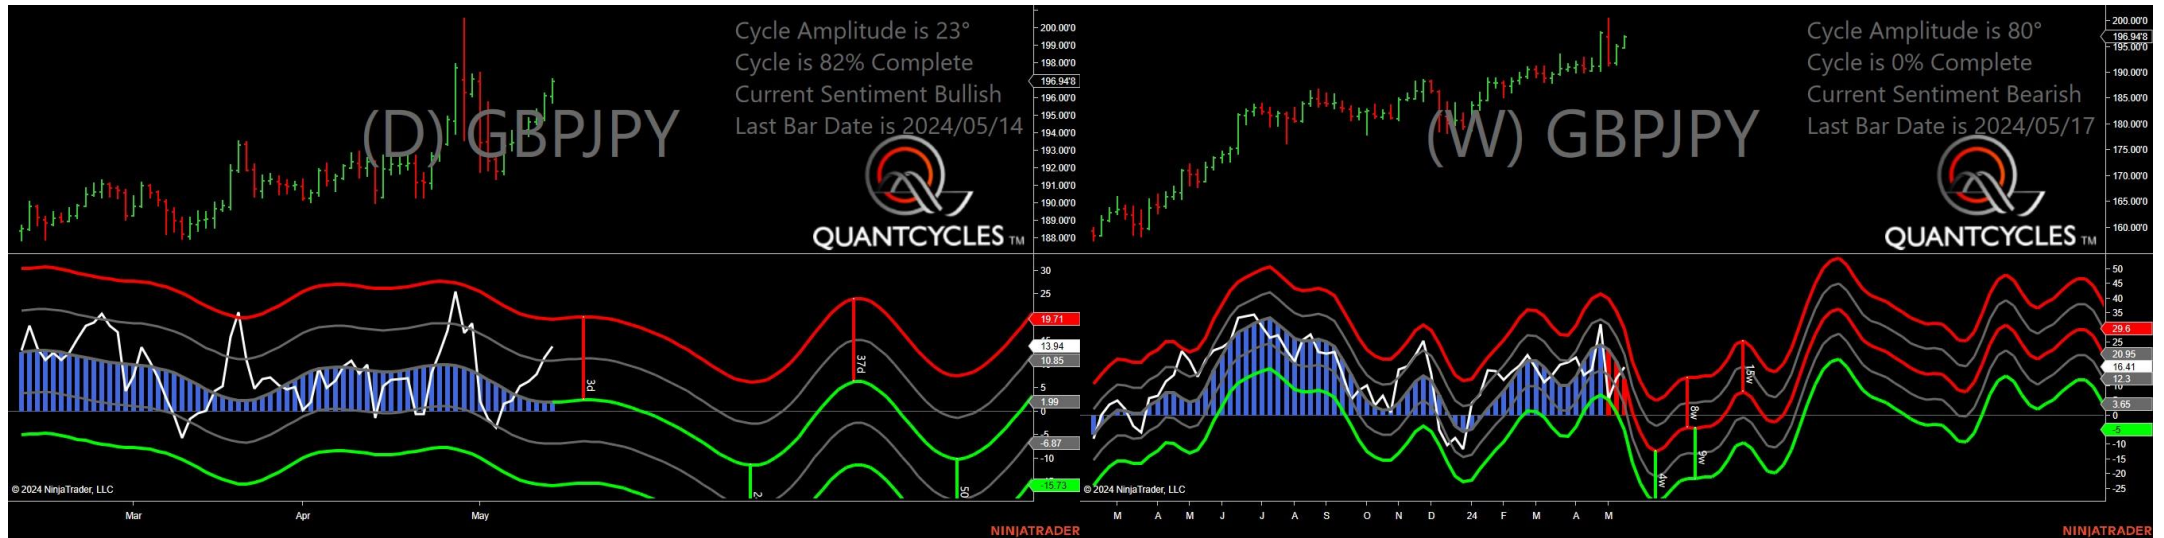 Cycle Amplitude is 23°
Cycle is 82% Complete
Current Sentiment Bullish
Last Bar Date is 2024/05/14
(D) GBPJPY
QUANTCYCLES TM
200.00'0
199.00'0
198.00'0
196.94'8
196.00'0
195.00'0
194.00'0
193.00'0
192.00'0
191.00'0
190.00'0
189.00'0
188.00'0
30
25
19.71
13.94
10.85
5
1.99
0
-5
-6.87
-10
-15.73
3d
37d
2
50
© 2024 NinjaTrader, LLC
Mar
Apr
May
NINJATRADER
Cycle Amplitude is 80°
Cycle is 0% Complete
Current Sentiment Bearish
Last Bar Date is 2024/05/17
(W) GBPJPY
QUANTCYCLES TM
200.00'0
196.94'8
195.00'0
190.00'0
185.00'0
180.00'0
175.00'0
170.00'0
165.00'0
160.00'0
50
45
40
35
29.6
25
20.95
16.41
12.3
10
3.65
0
-5
-10
-15
-20
-25
4w
8w
9w
15w
© 2024 NinjaTrader, LLC
M
A
M
J
J
A
S
O
N
D
24
F
M
A
M
NINJATRADER